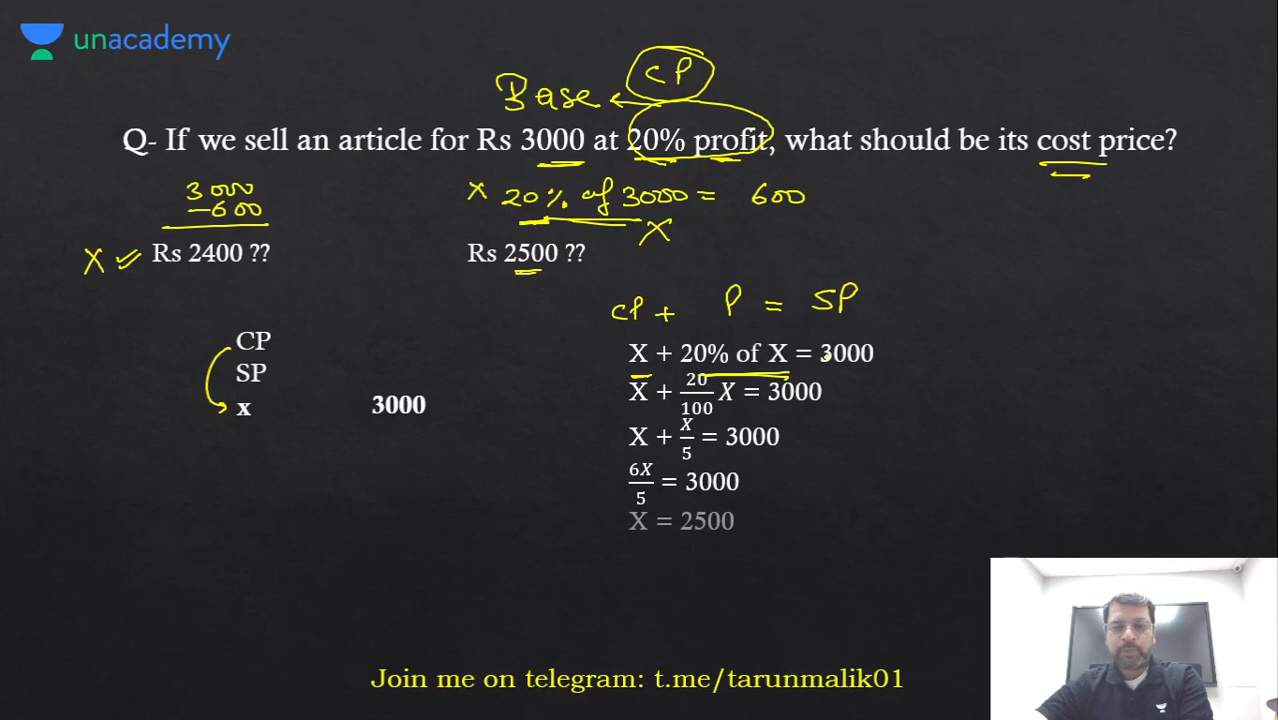 unacademy
CP
Base
Q- If we sell an article for Rs 3000 at 20% profit, what should be its cost price?
3000
-600
x 20% of 3000 = 600
X
X ✓ Rs 2400 ??
Rs 2500 ??
CP + P = SP
CP
SP
x 3000
X + 20% of X = 3000
X + 20/100 X = 3000
X + X/5 = 3000
6X/5 = 3000
X = 2500
Join me on telegram: t.me/tarunmalik01